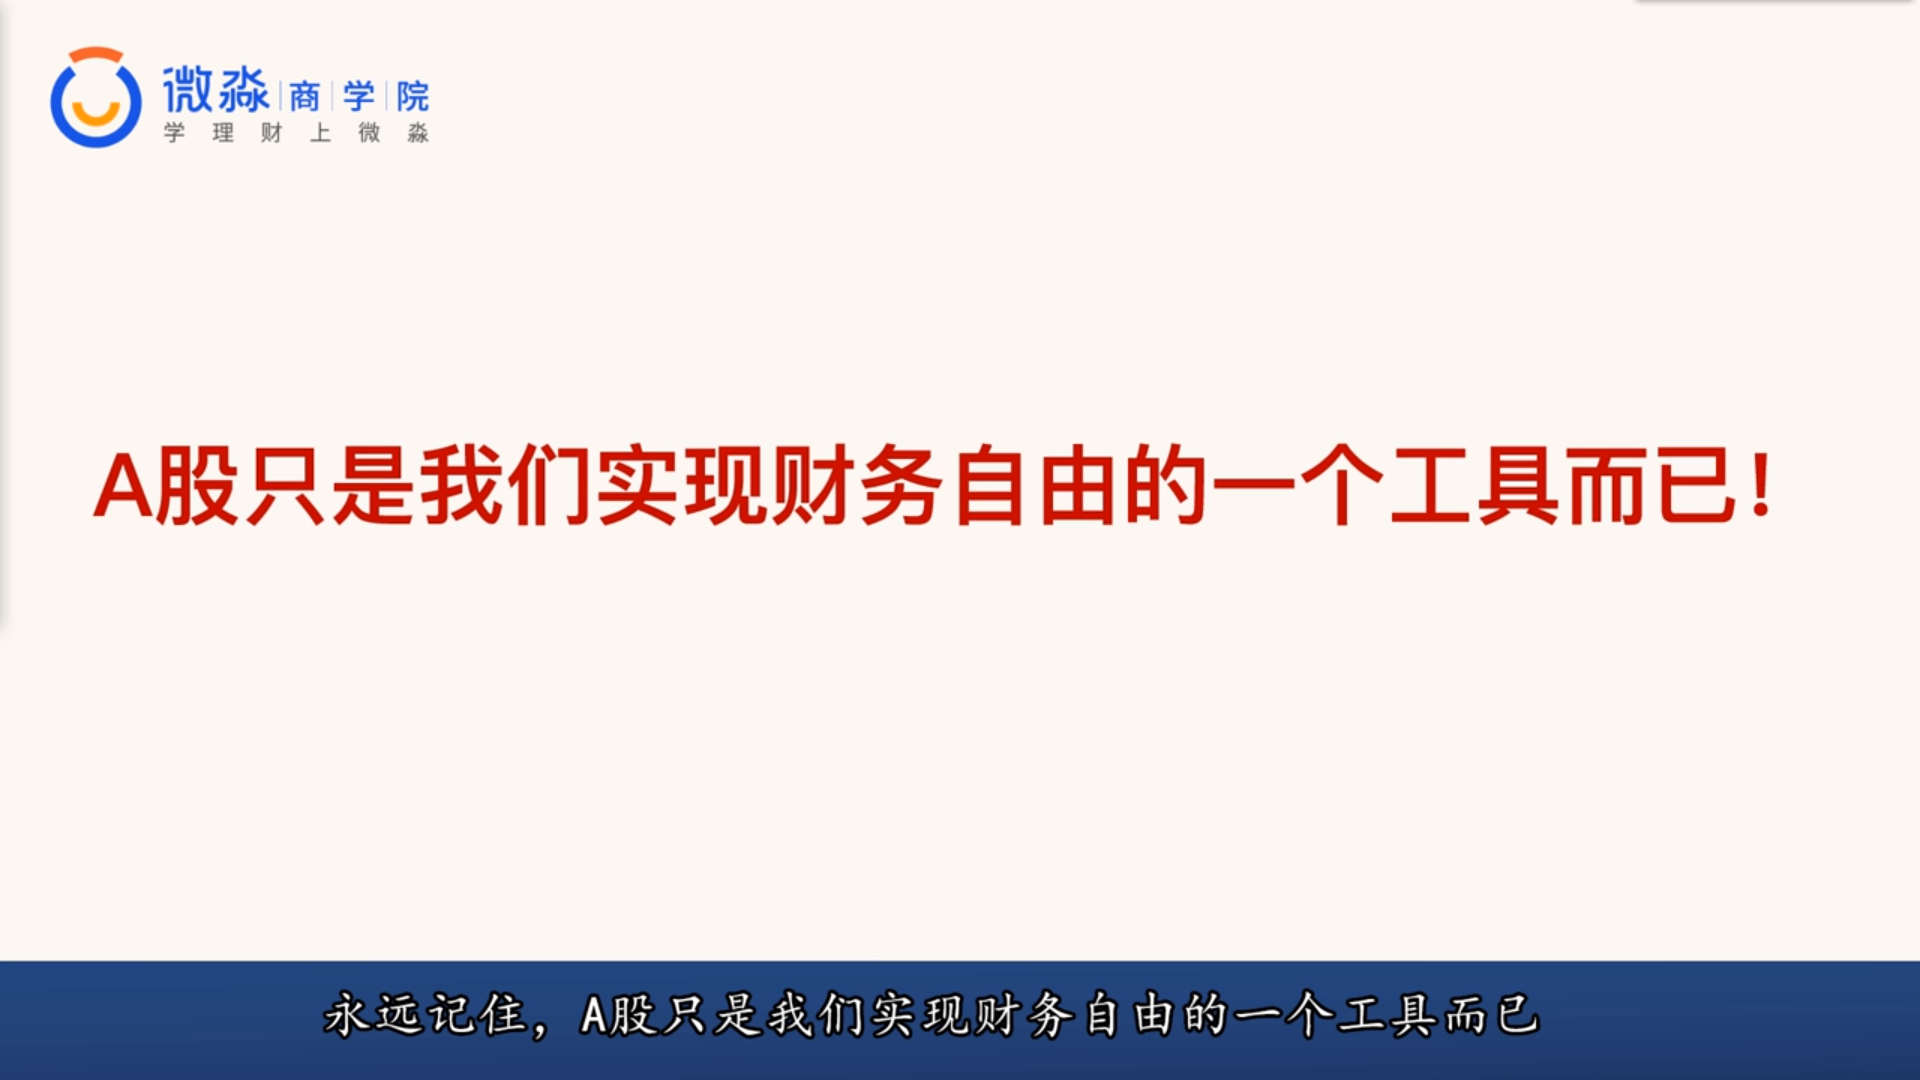 微淼商学院
学理财上微淼
A股只是我们实现财务自由的一个工具而已！
永远记住，A股只是我们实现财务自由的一个工具而已